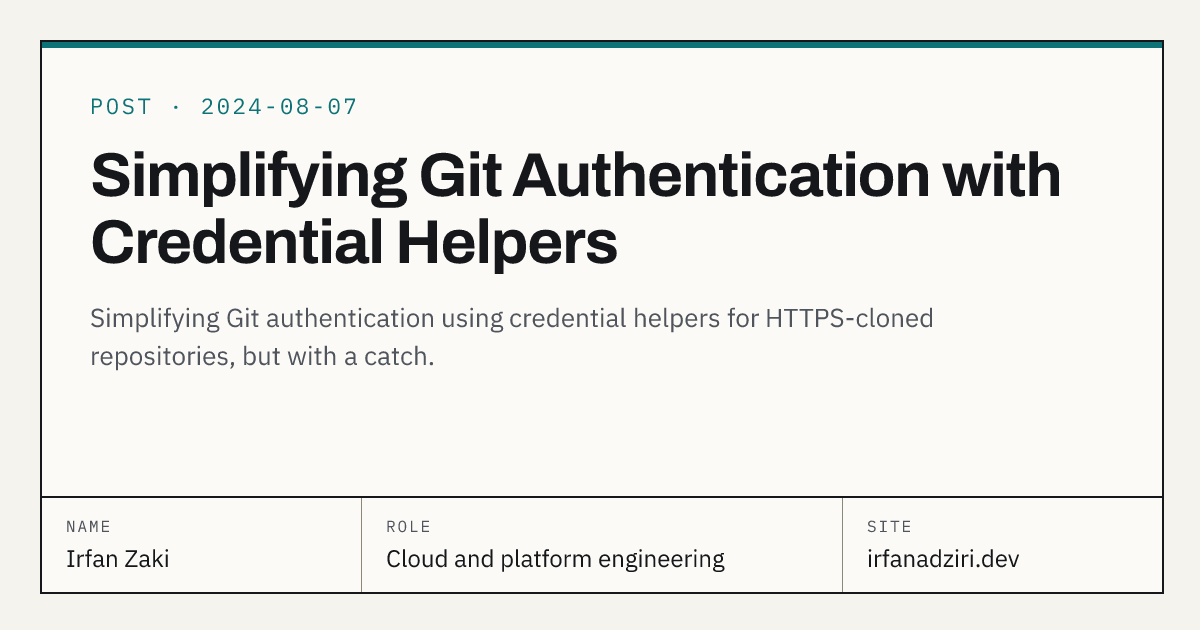 POST · 2024-08-07
Simplifying Git Authentication with
Credential Helpers
Simplifying Git authentication using credential helpers for HTTPS-cloned
repositories, but with a catch.
NAME
Irfan Zaki
ROLE
Cloud and platform engineering
SITE
irfanadziri.dev